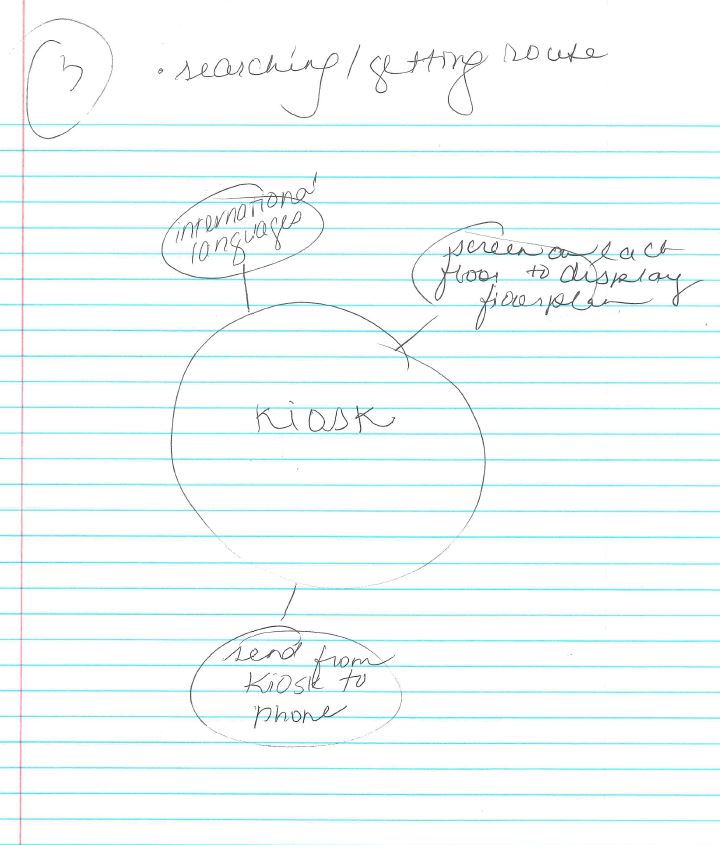 3
• searching/getting route
international
languages
screen on each
floor to display
floorplan
Kiosk
send from
Kiosk to
phone